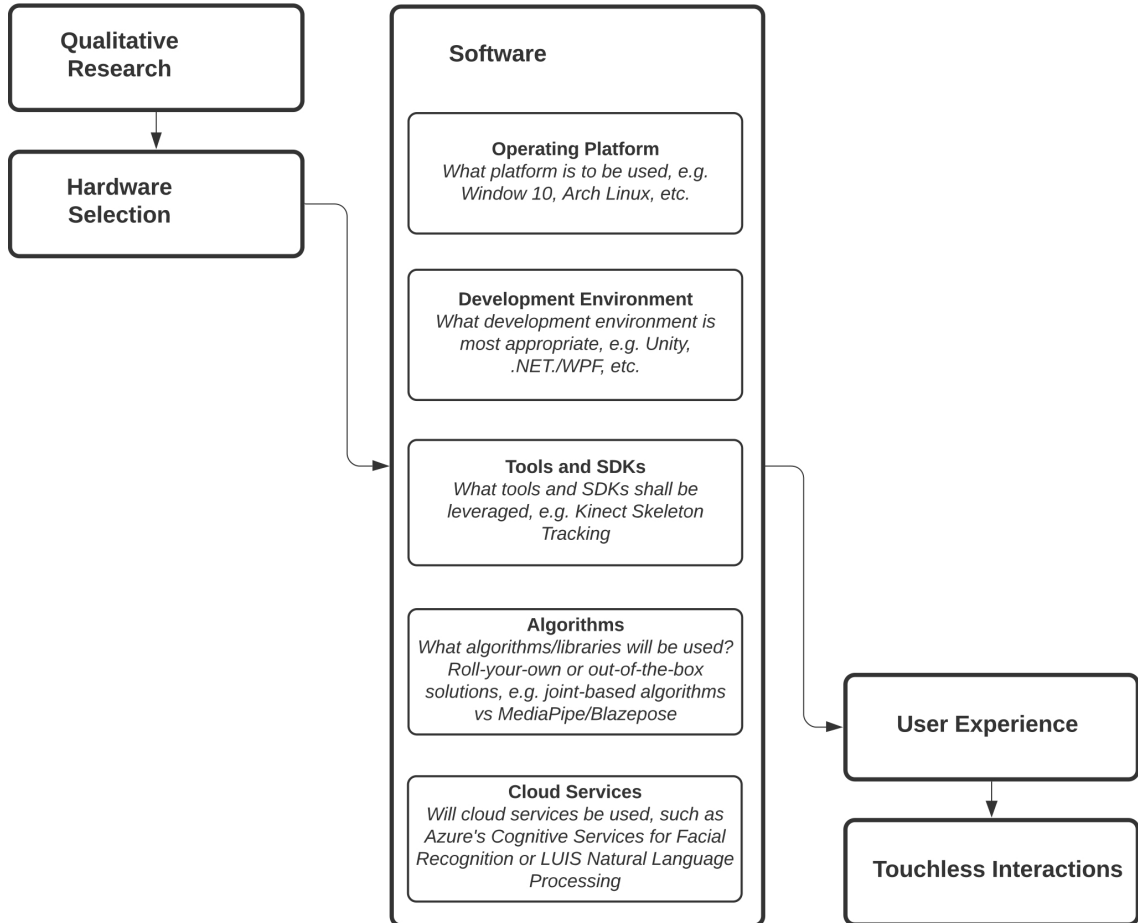 Qualitative
Research
Hardware
Selection
Software
Operating Platform
What platform is to be used, e.g.
Window 10, Arch Linux, etc.
Development Environment
What development environment is
most appropriate, e.g. Unity,
.NET./WPF, etc.
Tools and SDKs
What tools and SDKs shall be
leveraged, e.g. Kinect Skeleton
Tracking
Algorithms
What algorithms/libraries will be used?
Roll-your-own or out-of-the-box
solutions, e.g. joint-based algorithms
vs MediaPipe/Blazepose
Cloud Services
Will cloud services be used, such as
Azure's Cognitive Services for Facial
Recognition or LUIS Natural Language
Processing
User Experience
Touchless Interactions